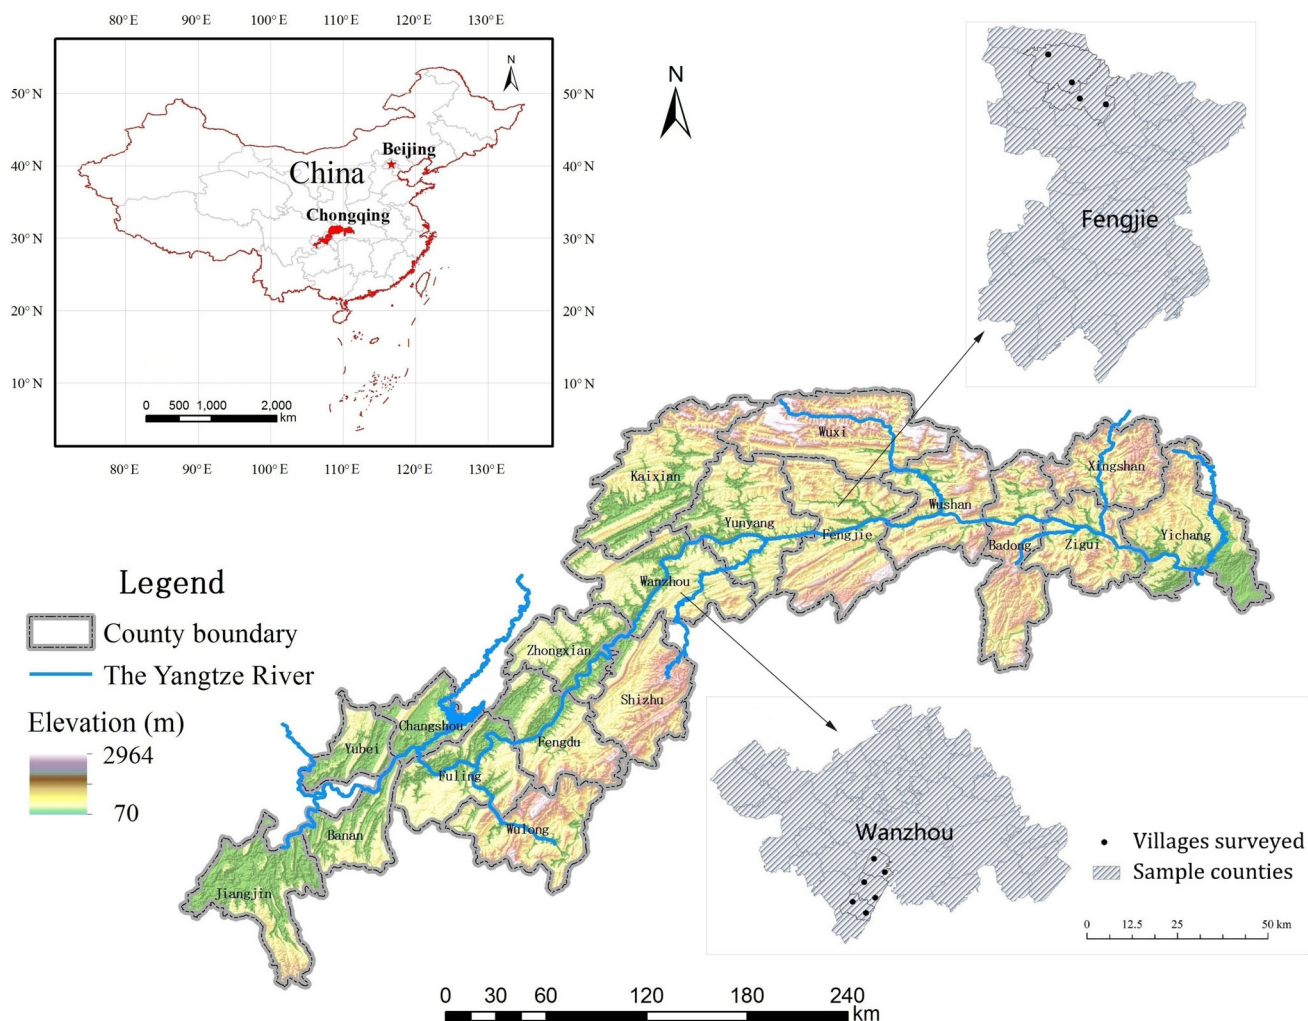 80° E 90° E 100° E 110° E 120° E 130° E
N
50° N 50° N
40° N 40° N
30° N 30° N
20° N 20° N
10° N 10° N
Beijing
China
Chongqing
0 500 1,000 2,000
km
80° E 90° E 100° E 110° E 120° E 130° E
N
Fengjie
Wuxi
Kaixian
Xingshan
Yunyang
Wushan
Fengjie
Yichang
Badong
Zigui
Wanzhou
Zhongxian
Shizhu
Changshou
Yubei
Fengdu
Fuling
Banan
Wulong
Jiangjin
Legend
County boundary
The Yangtze River
Elevation (m)
2964
70
Wanzhou
Villages surveyed
Sample counties
0 12.5 25 50 km
0 30 60 120 180 240
km